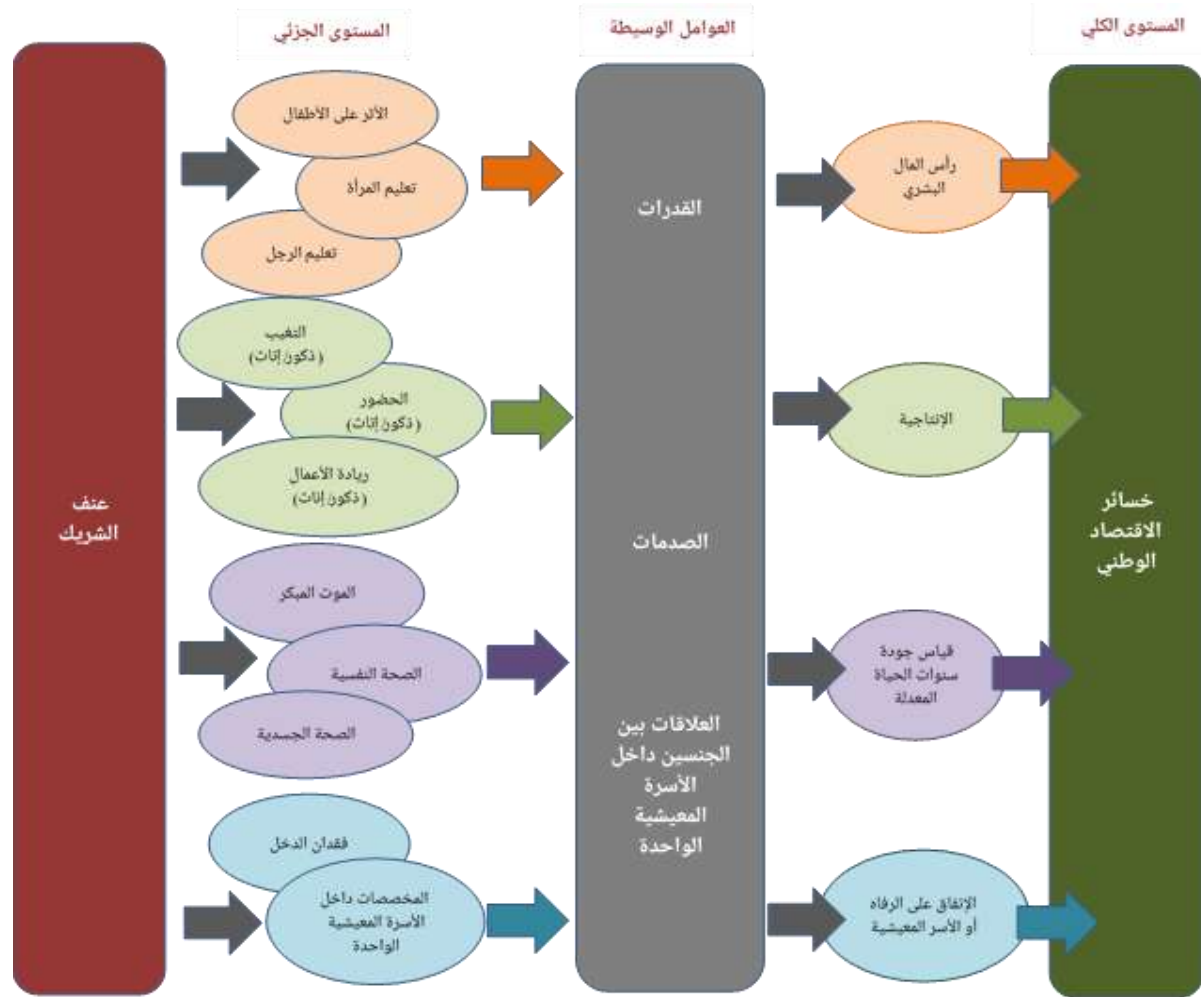 المستوى الجزئي
العوامل الوسيطة
المستوى الكلي
عنف
الشريك
الأثر على الأطفال
تعليم المرأة
تعليم الرجل
التغيب
(ذكور/إناث)
الحضور
(ذكور/إناث)
ريادة الأعمال
(ذكور/إناث)
الموت المبكر
الصحة النفسية
الصحة الجسدية
فقدان الدخل
المخصصات داخل
الأسرة المعيشية
الواحدة
القدرات
الصدمات
العلاقات بين
الجنسين داخل
الأسرة
المعيشية
الواحدة
رأس المال
البشري
الإنتاجية
قياس جودة
سنوات الحياة
المعدلة
الإنفاق على الرفاه
أو الأسر المعيشية
خسائر
الاقتصاد
الوطني